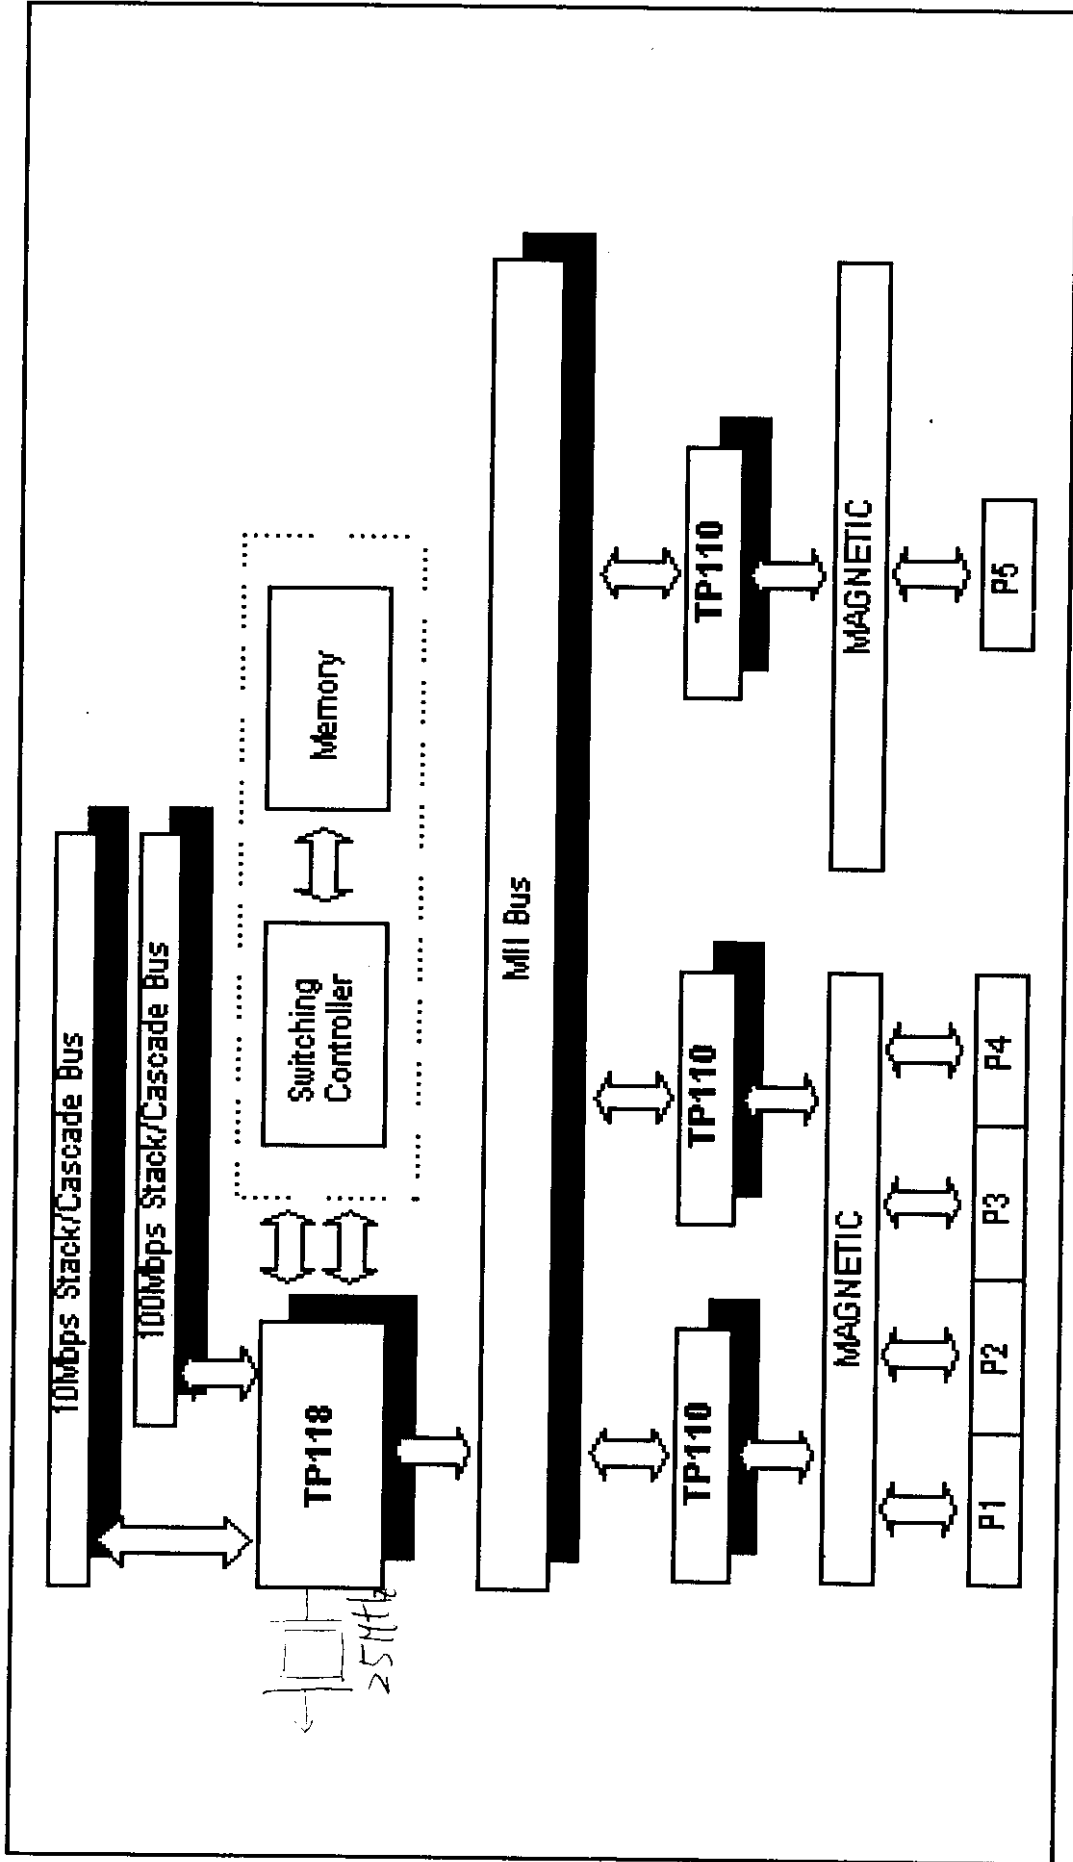 10Mbps Stack/Cascade Bus
100Mbps Stack/Cascade Bus
TP118
Switching
Controller
Memory
25MHz
MII Bus
TP110
TP110
TP110
MAGNETIC
MAGNETIC
P1
P2
P3
P4
P5